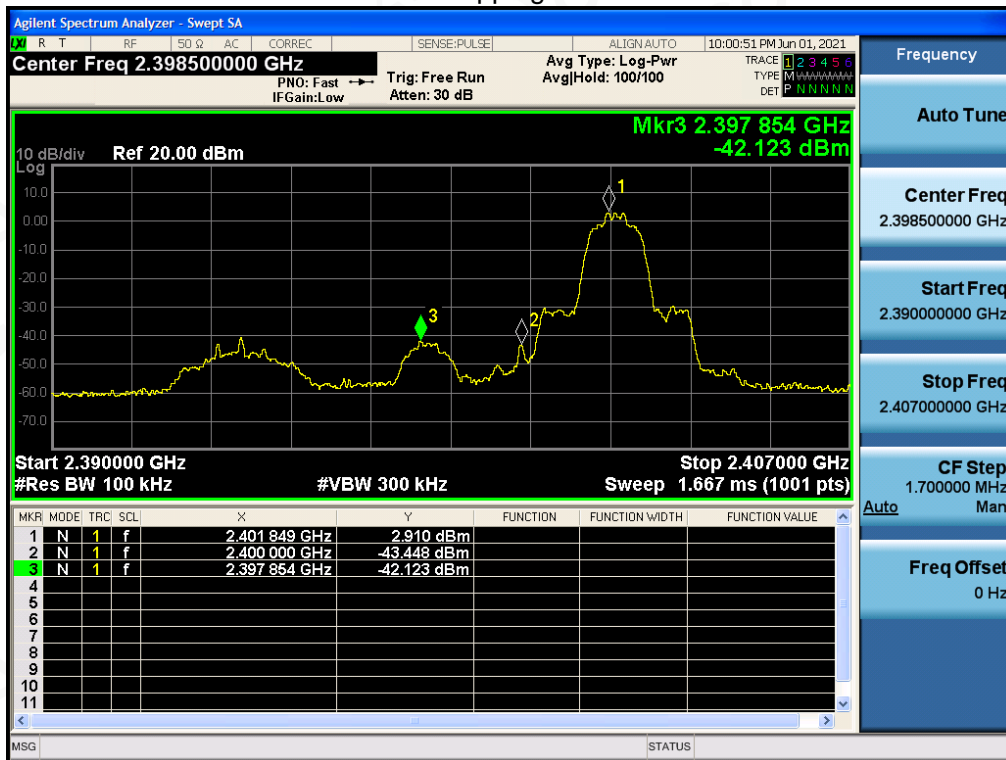 pping
Agilent Spectrum Analyzer - Swept SA
LXI R T RF 50 Ω AC CORREC SENSE:PULSE ALIGN AUTO 10:00:51 PM Jun 01, 2021
Center Freq 2.398500000 GHz
PNO: Fast
IFGain:Low
Trig: Free Run
Atten: 30 dB
Avg Type: Log-Pwr
Avg|Hold: 100/100
TRACE 1 2 3 4 5 6
TYPE M
DET P N N N N N
Mkr3 2.397 854 GHz
-42.123 dBm
10 dB/div Ref 20.00 dBm
Log
10.0
0.00
-10.0
-20.0
-30.0
-40.0
-50.0
-60.0
-70.0
1
2
3
Start 2.390000 GHz Stop 2.407000 GHz
#Res BW 100 kHz #VBW 300 kHz Sweep 1.667 ms (1001 pts)
MKR MODE TRC SCL X Y FUNCTION FUNCTION WIDTH FUNCTION VALUE
1 N 1 f 2.401 849 GHz 2.910 dBm
2 N 1 f 2.400 000 GHz -43.448 dBm
3 N 1 f 2.397 854 GHz -42.123 dBm
4
5
6
7
8
9
10
11
MSG STATUS
Frequency
Auto Tune
Center Freq
2.398500000 GHz
Start Freq
2.390000000 GHz
Stop Freq
2.407000000 GHz
CF Step
1.700000 MHz
Auto Man
Freq Offset
0 Hz